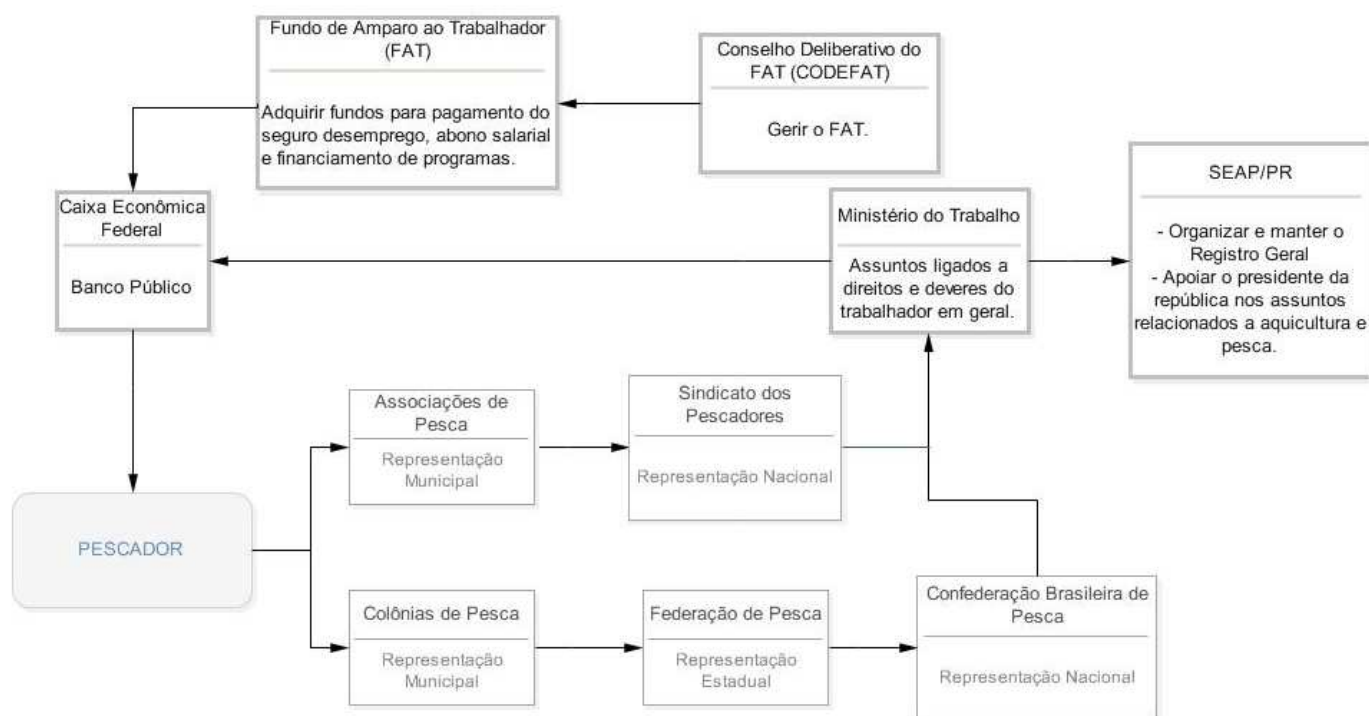 Fundo de Amparo ao Trabalhador
(FAT)
Adquirir fundos para pagamento do
seguro desemprego, abono salarial
e financiamento de programas.
Conselho Deliberativo do
FAT (CODEFAT)
Gerir o FAT.
SEAP/PR
- Organizar e manter o
Registro Geral
- Apoiar o presidente da
república nos assuntos
relacionados a aquicultura e
pesca.
Caixa Econômica
Federal
Banco Público
Ministério do Trabalho
Assuntos ligados a
direitos e deveres do
trabalhador em geral.
Associações de
Pesca
Representação
Municipal
Sindicato dos
Pescadores
Representação Nacional
PESCADOR
Colônias de Pesca
Representação
Municipal
Federação de Pesca
Representação
Estadual
Confederação Brasileira de
Pesca
Representação Nacional